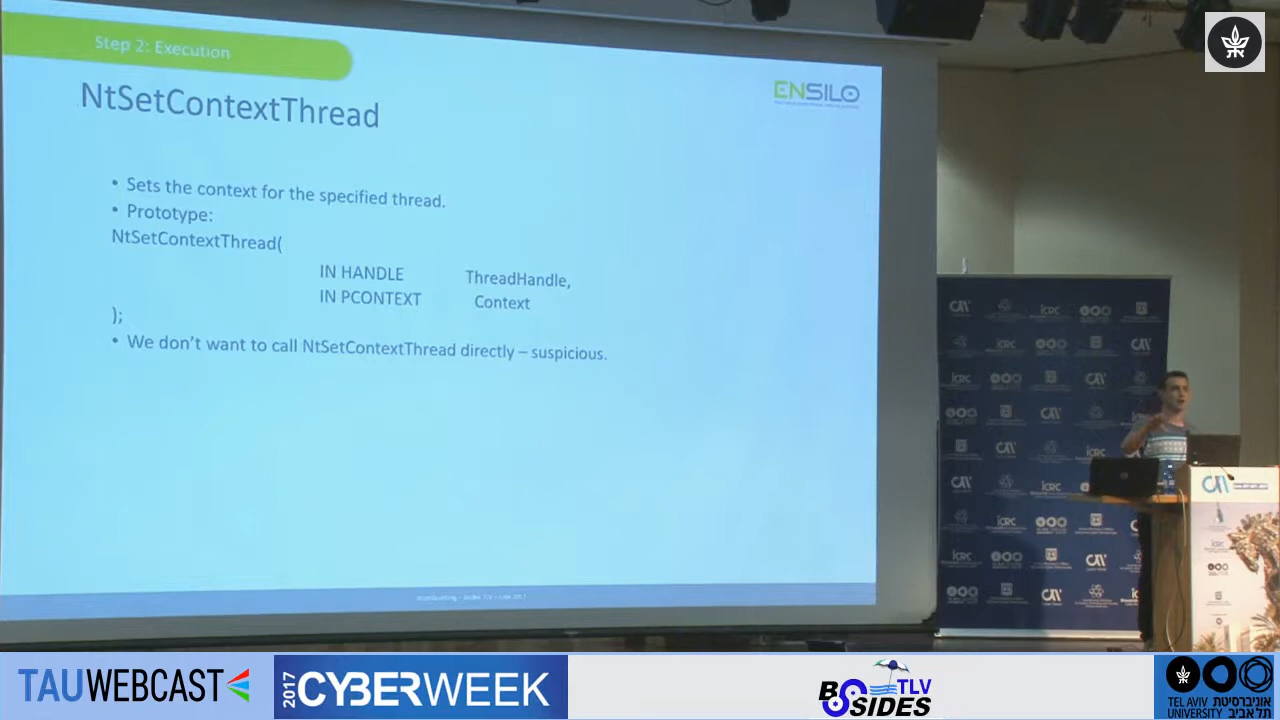 Step 2: Execution
NtSetContextThread
ENSILO
• Sets the context for the specified thread.
• Prototype:
NtSetContextThread(
IN HANDLE ThreadHandle,
IN PCONTEXT Context
);
• We don't want to call NtSetContextThread directly – suspicious.
TAUWEBCAST
2017 CYBERWEEK
BSIDES TLV
TEL AVIV UNIVERSITY
אוניברסיטת תל אביב